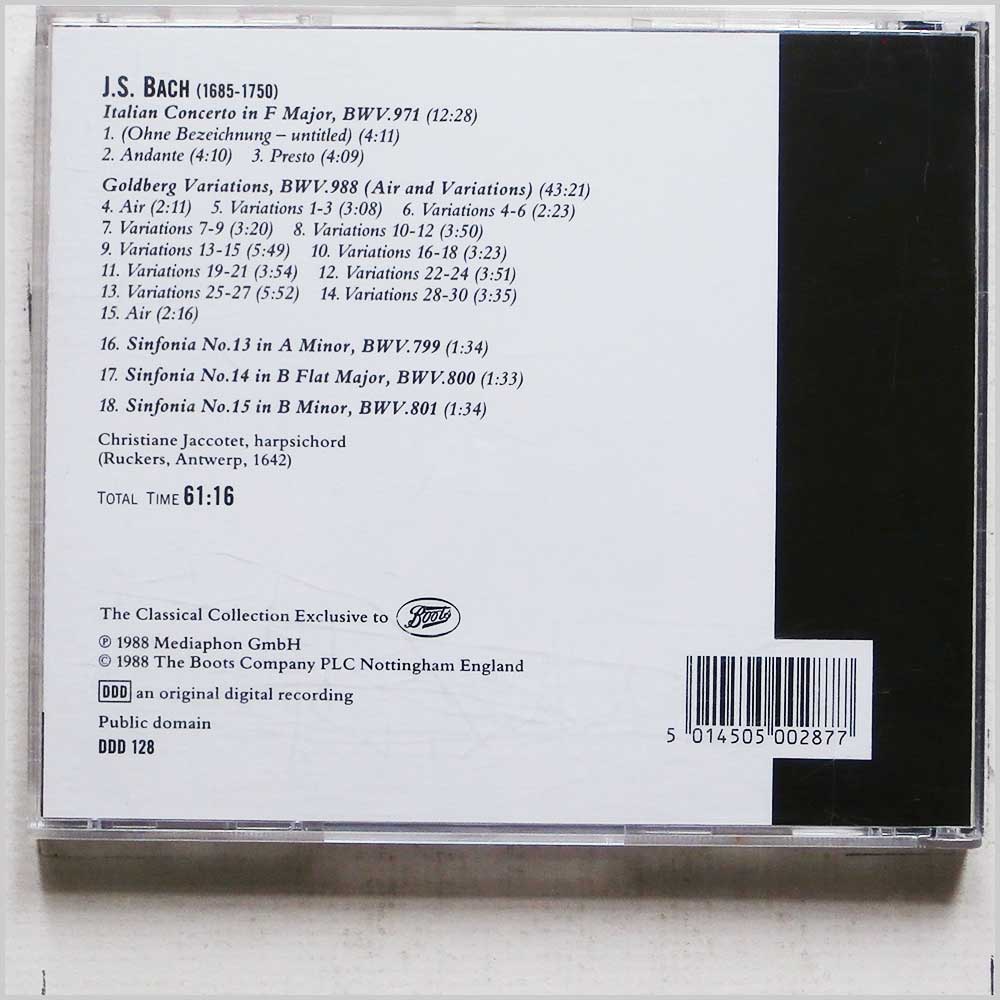 J.S. BACH (1685-1750)
Italian Concerto in F Major, BWV.971 (12:28)
1. (Ohne Bezeichnung – untitled) (4:11)
2. Andante (4:10) 3. Presto (4:09)
Goldberg Variations, BWV.988 (Air and Variations) (43:21)
4. Air (2:11) 5. Variations 1-3 (3:08) 6. Variations 4-6 (2:23)
7. Variations 7-9 (3:20) 8. Variations 10-12 (3:50)
9. Variations 13-15 (5:49) 10. Variations 16-18 (3:23)
11. Variations 19-21 (3:54) 12. Variations 22-24 (3:51)
13. Variations 25-27 (5:52) 14. Variations 28-30 (3:35)
15. Air (2:16)
16. Sinfonia No.13 in A Minor, BWV.799 (1:34)
17. Sinfonia No.14 in B Flat Major, BWV.800 (1:33)
18. Sinfonia No.15 in B Minor, BWV.801 (1:34)
Christiane Jaccotet, harpsichord
(Ruckers, Antwerp, 1642)
TOTAL TIME 61:16
The Classical Collection Exclusive to Boots
℗ 1988 Mediaphon GmbH
© 1988 The Boots Company PLC Nottingham England
DDD an original digital recording
Public domain
DDD 128
5 014505 002877